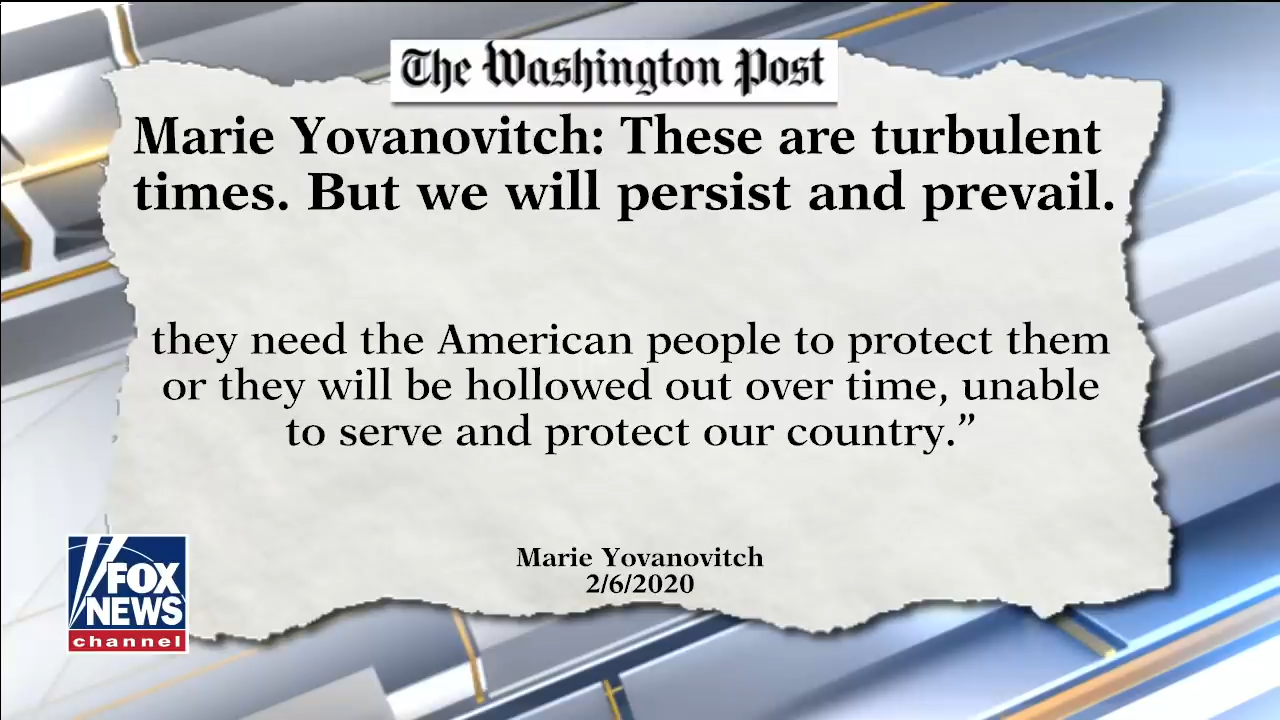 The Washington Post
Marie Yovanovitch: These are turbulent
times. But we will persist and prevail.
they need the American people to protect them
or they will be hollowed out over time, unable
to serve and protect our country.”
Marie Yovanovitch
2/6/2020
FOX
NEWS
channel